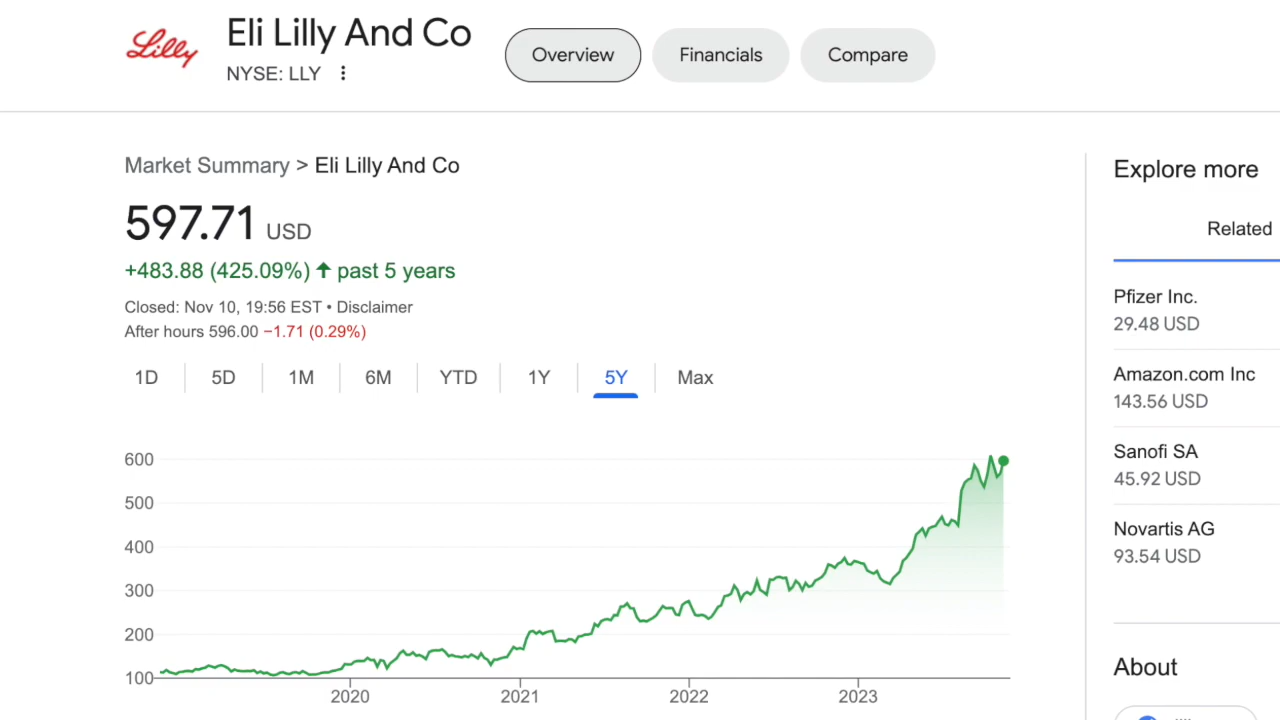 Lilly
Eli Lilly And Co
NYSE: LLY
Overview
Financials
Compare
Market Summary > Eli Lilly And Co
597.71 USD
+483.88 (425.09%) ↑ past 5 years
Closed: Nov 10, 19:56 EST • Disclaimer
After hours 596.00 −1.71 (0.29%)
1D 5D 1M 6M YTD 1Y 5Y Max
600
500
400
300
200
100
2020 2021 2022 2023
Explore more
Related
Pfizer Inc.
29.48 USD
Amazon.com Inc
143.56 USD
Sanofi SA
45.92 USD
Novartis AG
93.54 USD
About